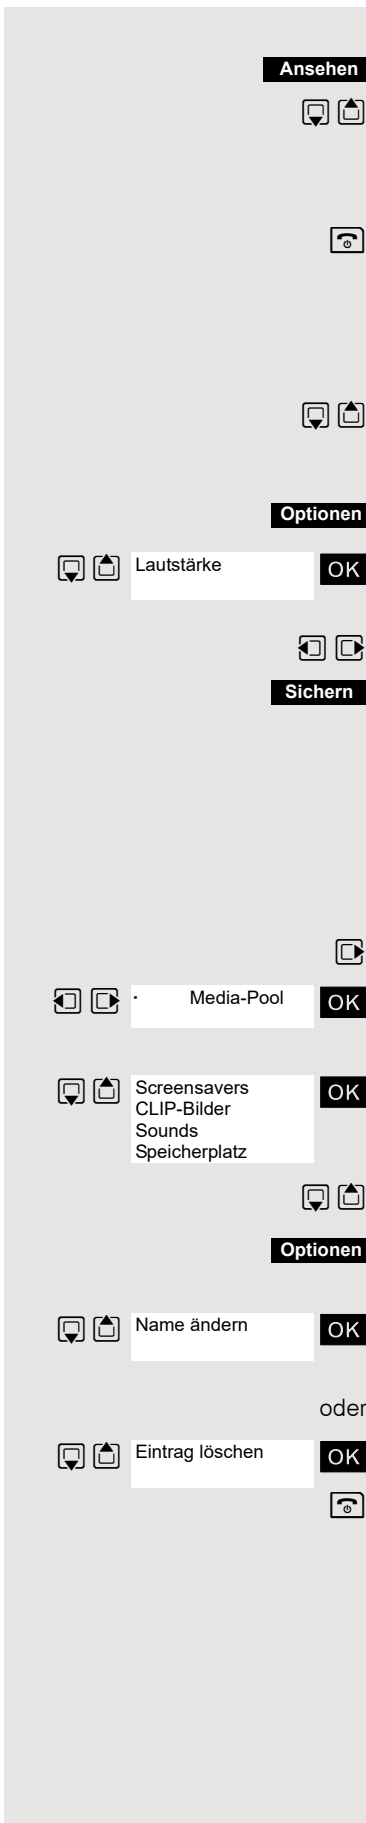 Ansehen
Optionen
Lautstärke OK
Sichern
· Media-Pool OK
Screensavers OK
CLIP-Bilder
Sounds
Speicherplatz
Optionen
Name ändern OK
oder
Eintrag löschen OK